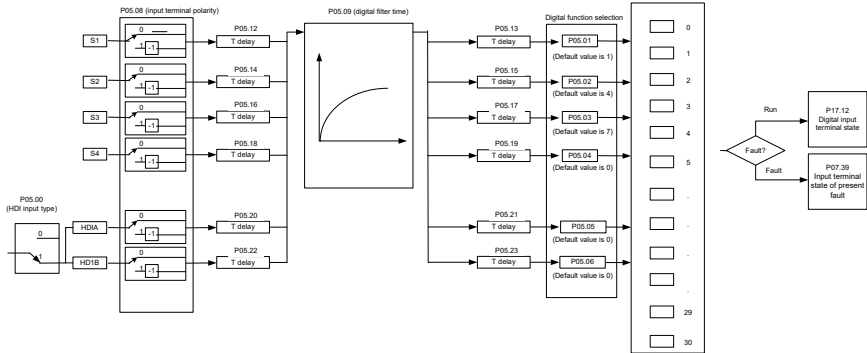 P05.08 (input terminal polarity)
P05.09 (digital filter time)
Digital function selection
S1
0
1
-1
P05.12
T delay
P05.13
T delay
P05.01
(Default value is 1)
S2
0
1
-1
P05.14
T delay
P05.15
T delay
P05.02
(Default value is 4)
S3
0
1
-1
P05.16
T delay
P05.17
T delay
P05.03
(Default value is 7)
S4
0
1
-1
P05.18
T delay
P05.19
T delay
P05.04
(Default value is 0)
P05.00
(HDI input type)
0
1
HDIA
0
1
-1
P05.20
T delay
P05.21
T delay
P05.05
(Default value is 0)
HD1B
0
1
-1
P05.22
T delay
P05.23
T delay
P05.06
(Default value is 0)
0
1
2
3
4
5
.
.
.
.
29
30
Fault?
Run
Fault
P17.12
Digital input
terminal state
P07.39
Input terminal
state of present
fault